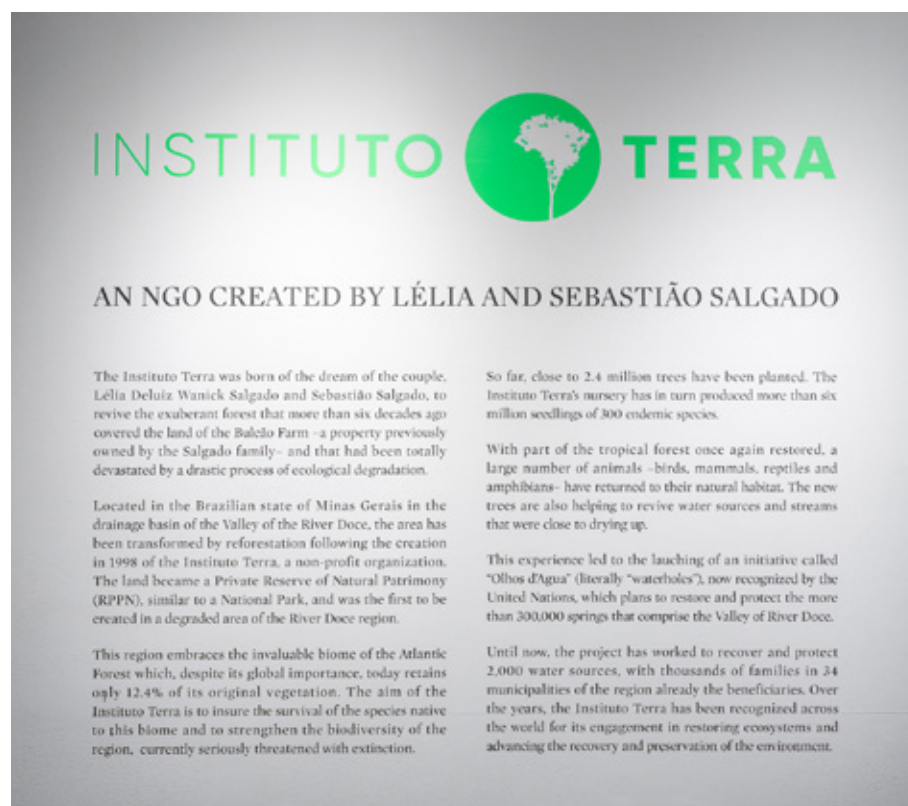 INSTITUTO TERRA
AN NGO CREATED BY LÉLIA AND SEBASTIÃO SALGADO
The Instituto Terra was born of the dream of the couple,
Lélia Deluiz Wanick Salgado and Sebastião Salgado, to
revive the exuberant forest that more than six decades ago
covered the land of the Bulcão Farm –a property previously
owned by the Salgado family– and that had been totally
devastated by a drastic process of ecological degradation.
Located in the Brazilian state of Minas Gerais in the
drainage basin of the Valley of the River Doce, the area has
been transformed by reforestation following the creation
in 1998 of the Instituto Terra, a non-profit organization.
The land became a Private Reserve of Natural Patrimony
(RPPN), similar to a National Park, and was the first to be
created in a degraded area of the River Doce region.
This region embraces the invaluable biome of the Atlantic
Forest which, despite its global importance, today retains
only 12.4% of its original vegetation. The aim of the
Instituto Terra is to insure the survival of the species native
to this biome and to strengthen the biodiversity of the
region, currently seriously threatened with extinction.
So far, close to 2.4 million trees have been planted. The
Instituto Terra's nursery has in turn produced more than six
million seedlings of 300 endemic species.
With part of the tropical forest once again restored, a
large number of animals –birds, mammals, reptiles and
amphibians– have returned to their natural habitat. The new
trees are also helping to revive water sources and streams
that were close to drying up.
This experience led to the lauching of an initiative called
"Olhos d'Agua" (literally "waterholes"), now recognized by the
United Nations, which plans to restore and protect the more
than 300,000 springs that comprise the Valley of River Doce.
Until now, the project has worked to recover and protect
2,000 water sources, with thousands of families in 34
municipalities of the region already the beneficiaries. Over
the years, the Instituto Terra has been recognized across
the world for its engagement in restoring ecosystems and
advancing the recovery and preservation of the environment.